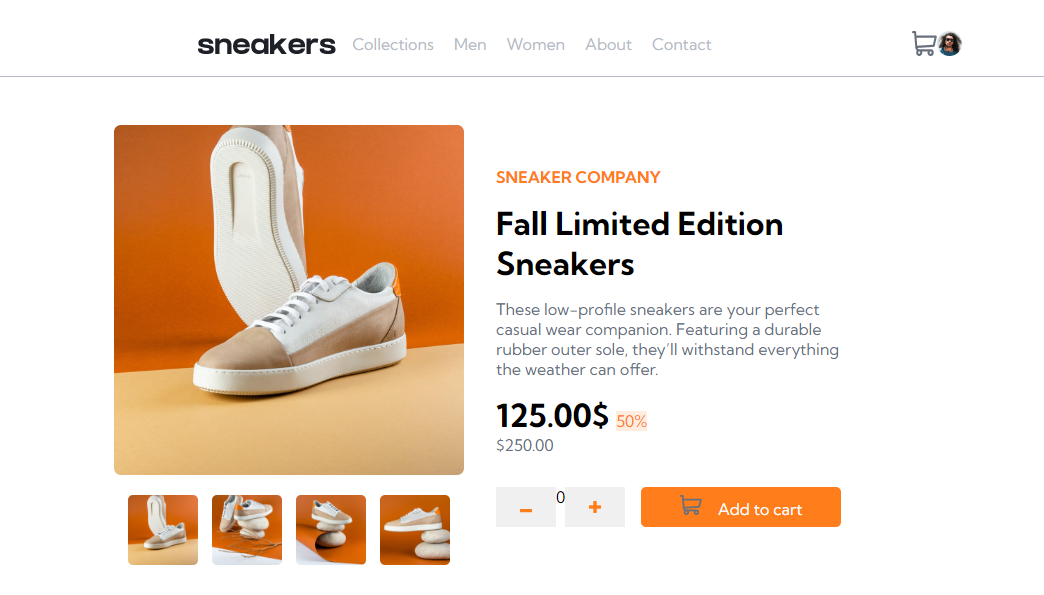 sneakers Collections Men Women About Contact
SNEAKER COMPANY
Fall Limited Edition
Sneakers
These low-profile sneakers are your perfect
casual wear companion. Featuring a durable
rubber outer sole, they’ll withstand everything
the weather can offer.
125.00$ 50%
$250.00
– 0 + Add to cart